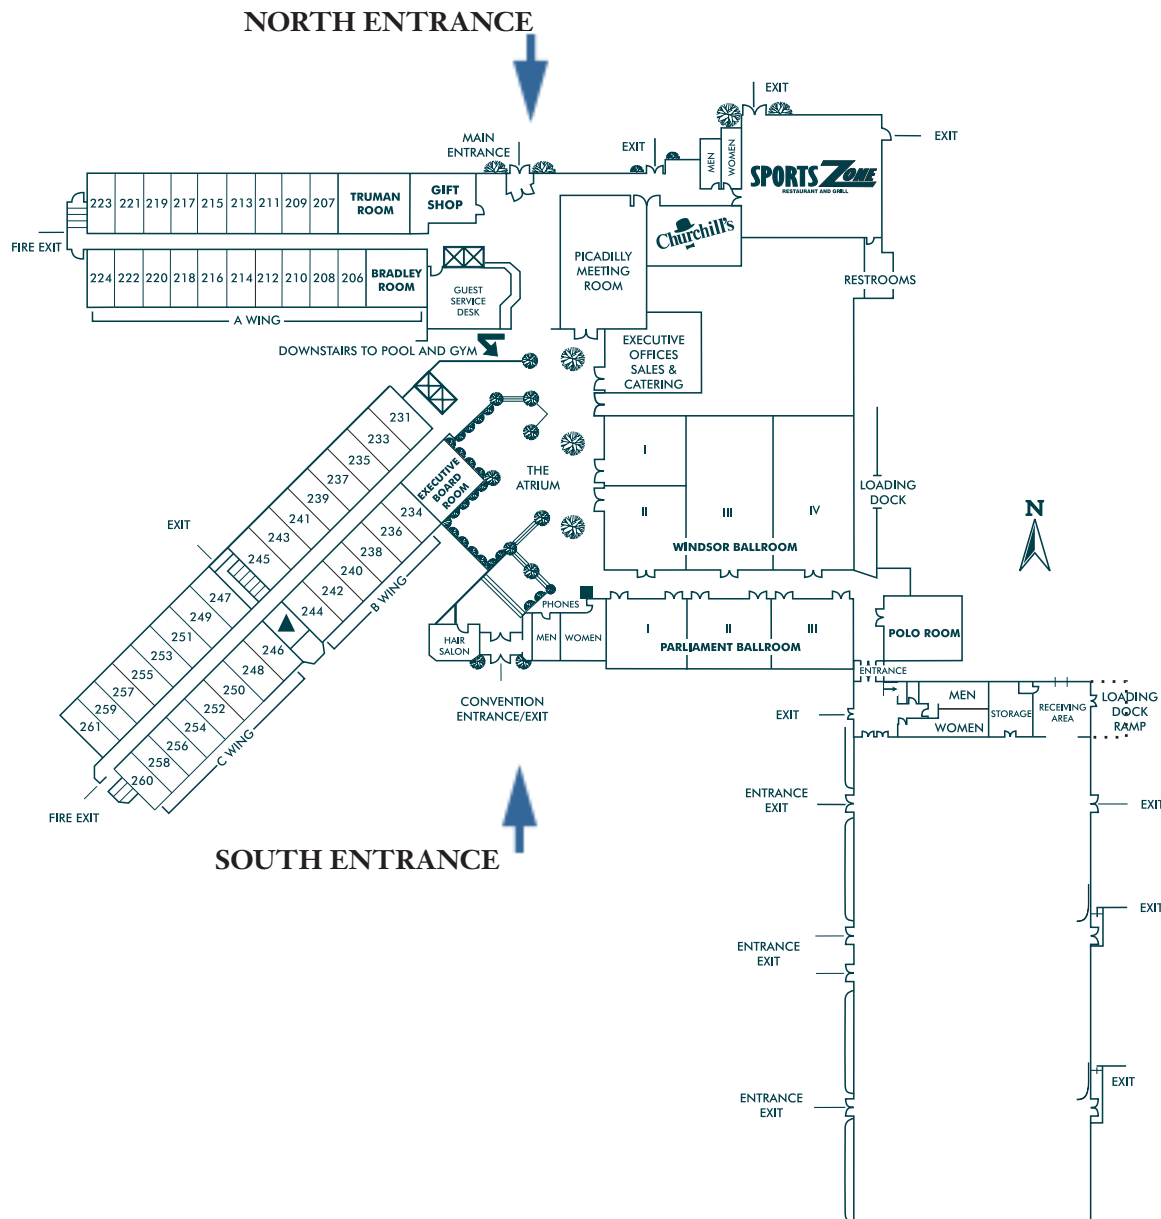 NORTH ENTRANCE
EXIT
MAIN
ENTRANCE
EXIT
MEN
WOMEN
EXIT
SPORTS ZONE
RESTAURANT AND GRILL
223 221 219 217 215 213 211 209 207
TRUMAN
ROOM
GIFT
SHOP
Churchill's
FIRE EXIT
PICADILLY
MEETING
ROOM
224 222 220 218 216 214 212 210 208 206
BRADLEY
ROOM
GUEST
SERVICE
DESK
RESTROOMS
A WING
DOWNSTAIRS TO POOL AND GYM
EXECUTIVE
OFFICES
SALES &
CATERING
231
233
235
237
239
241
243
245
EXECUTIVE
BOARD
ROOM
THE
ATRIUM
I
II
III
IV
WINDSOR BALLROOM
LOADING
DOCK
N
EXIT
234
236
238
240
242
244
B WING
247
249
251
253
255
257
259
261
246
248
250
252
254
256
258
260
C WING
FIRE EXIT
PHONES
HAIR
SALON
MEN
WOMEN
I
II
III
PARLIAMENT BALLROOM
POLO ROOM
ENTRANCE
CONVENTION
ENTRANCE/EXIT
EXIT
MEN
WOMEN
STORAGE
RECEIVING
AREA
LOADING
DOCK
RAMP
SOUTH ENTRANCE
ENTRANCE
EXIT
EXIT
EXIT
ENTRANCE
EXIT
EXIT
ENTRANCE
EXIT